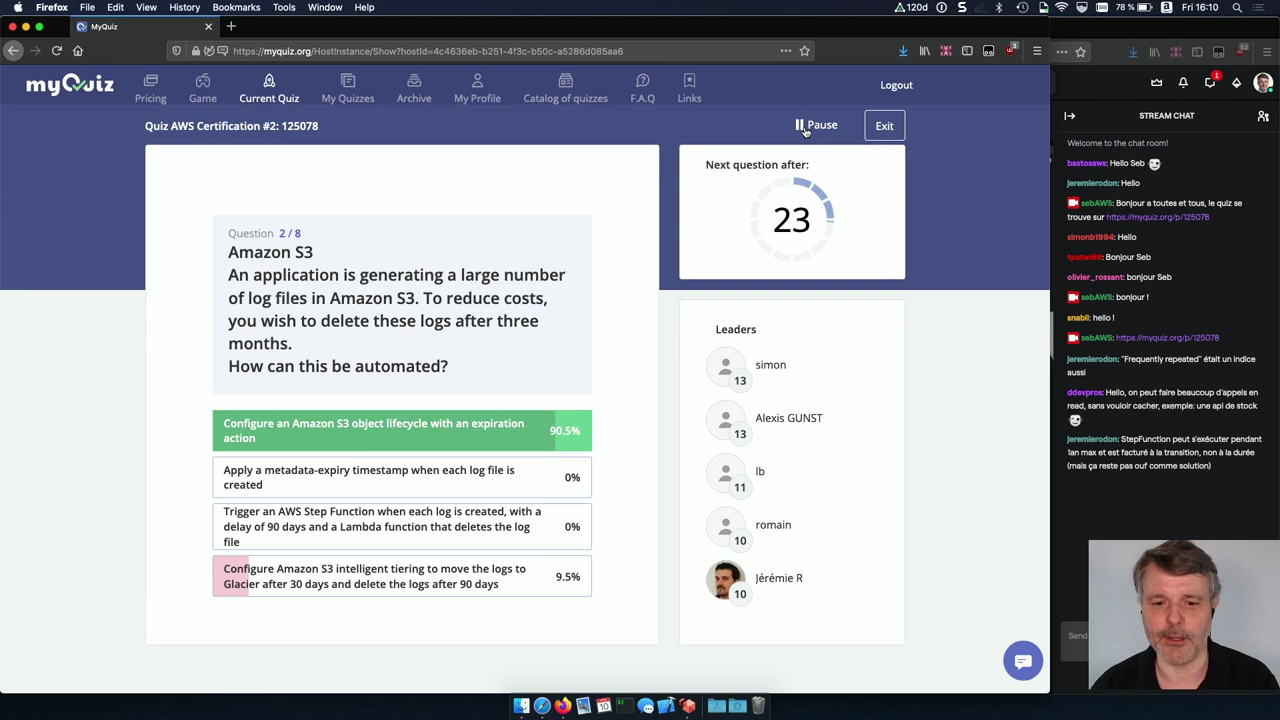 Firefox File Edit View History Bookmarks Tools Window Help
120d
78 %
Fri 16:10
MyQuiz
https://myquiz.org/HostInstance/Show?hostId=4c4636eb-b251-4f3c-b50c-a5286d085aa6
3
myQuiz
Pricing
Game
Current Quiz
My Quizzes
Archive
My Profile
Catalog of quizzes
F.A.Q
Links
Logout
Quiz AWS Certification #2: 125078
Pause
Exit
Question 2 / 8
Amazon S3
An application is generating a large number
of log files in Amazon S3. To reduce costs,
you wish to delete these logs after three
months.
How can this be automated?
Configure an Amazon S3 object lifecycle with an expiration
action
90.5%
Apply a metadata-expiry timestamp when each log file is
created
0%
Trigger an AWS Step Function when each log is created, with a
delay of 90 days and a Lambda function that deletes the log
file
0%
Configure Amazon S3 intelligent tiering to move the logs to
Glacier after 30 days and delete the logs after 90 days
9.5%
Next question after:
23
Leaders
simon
13
Alexis GUNST
13
lb
11
romain
10
Jérémie R
10
1
STREAM CHAT
Welcome to the chat room!
bastosaws: Hello Seb
jeremierodon: Hello
sebAWS: Bonjour a toutes et tous, le quiz se
trouve sur https://myquiz.org/p/125078
simonb1994: Hello
tpatwi69: Bonjour Seb
olivier_rossant: bonjour Seb
sebAWS: bonjour !
snabil: hello !
sebAWS: https://myquiz.org/p/125078
jeremierodon: "Frequently repeated" était un indice
aussi
ddevpros: Hello, on peut faire beaucoup d'appels en
read, sans vouloir cacher, exemple: une api de stock
jeremierodon: StepFunction peut s'exécuter pendant
1an max et est facturé à la transition, non à la durée
(mais ça reste pas ouf comme solution)
Send